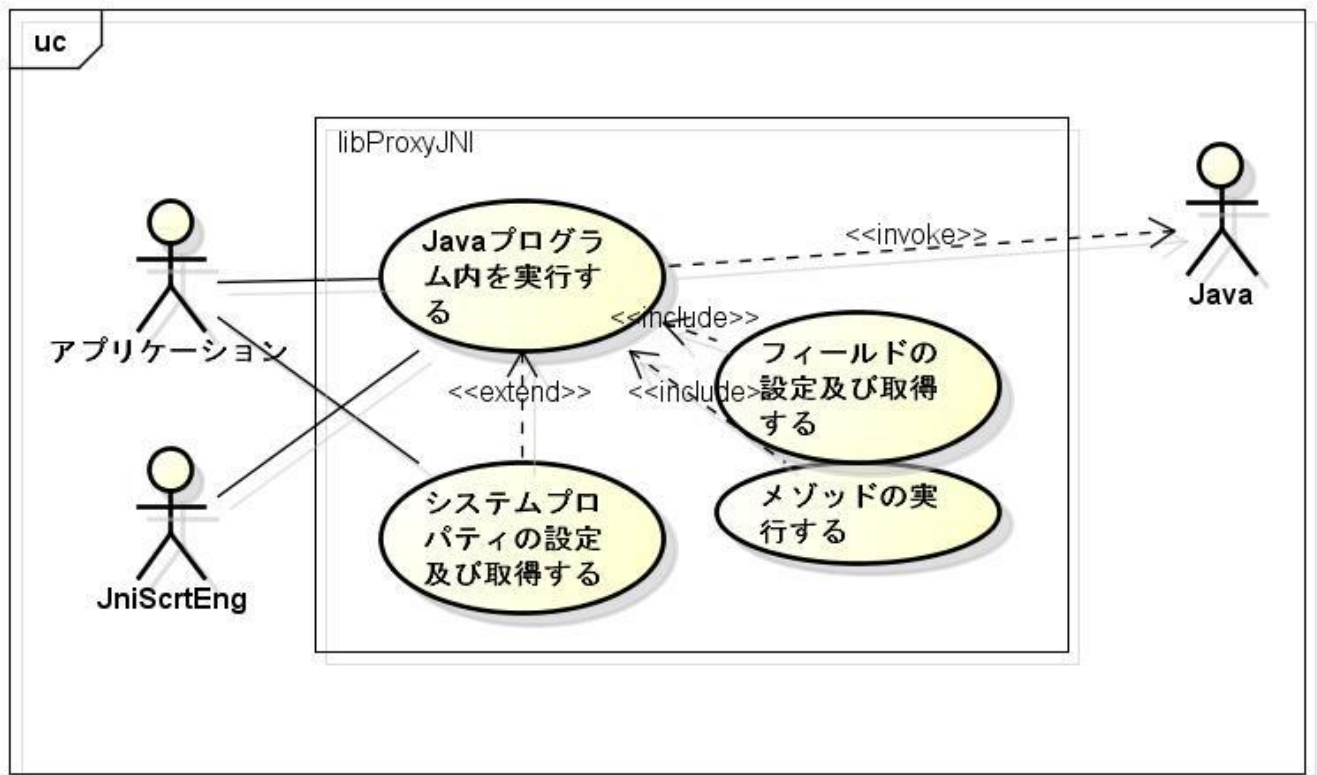 uc
libProxyJNI
Javaプログラ
ム内を実行す
る
<<invoke>>
Java
<<include>>
アプリケーション
フィールドの
設定及び取得
する
<<extend>>
<<include>>
システムプロ
パティの設定
及び取得する
メゾッドの実
行する
JniScrtEng